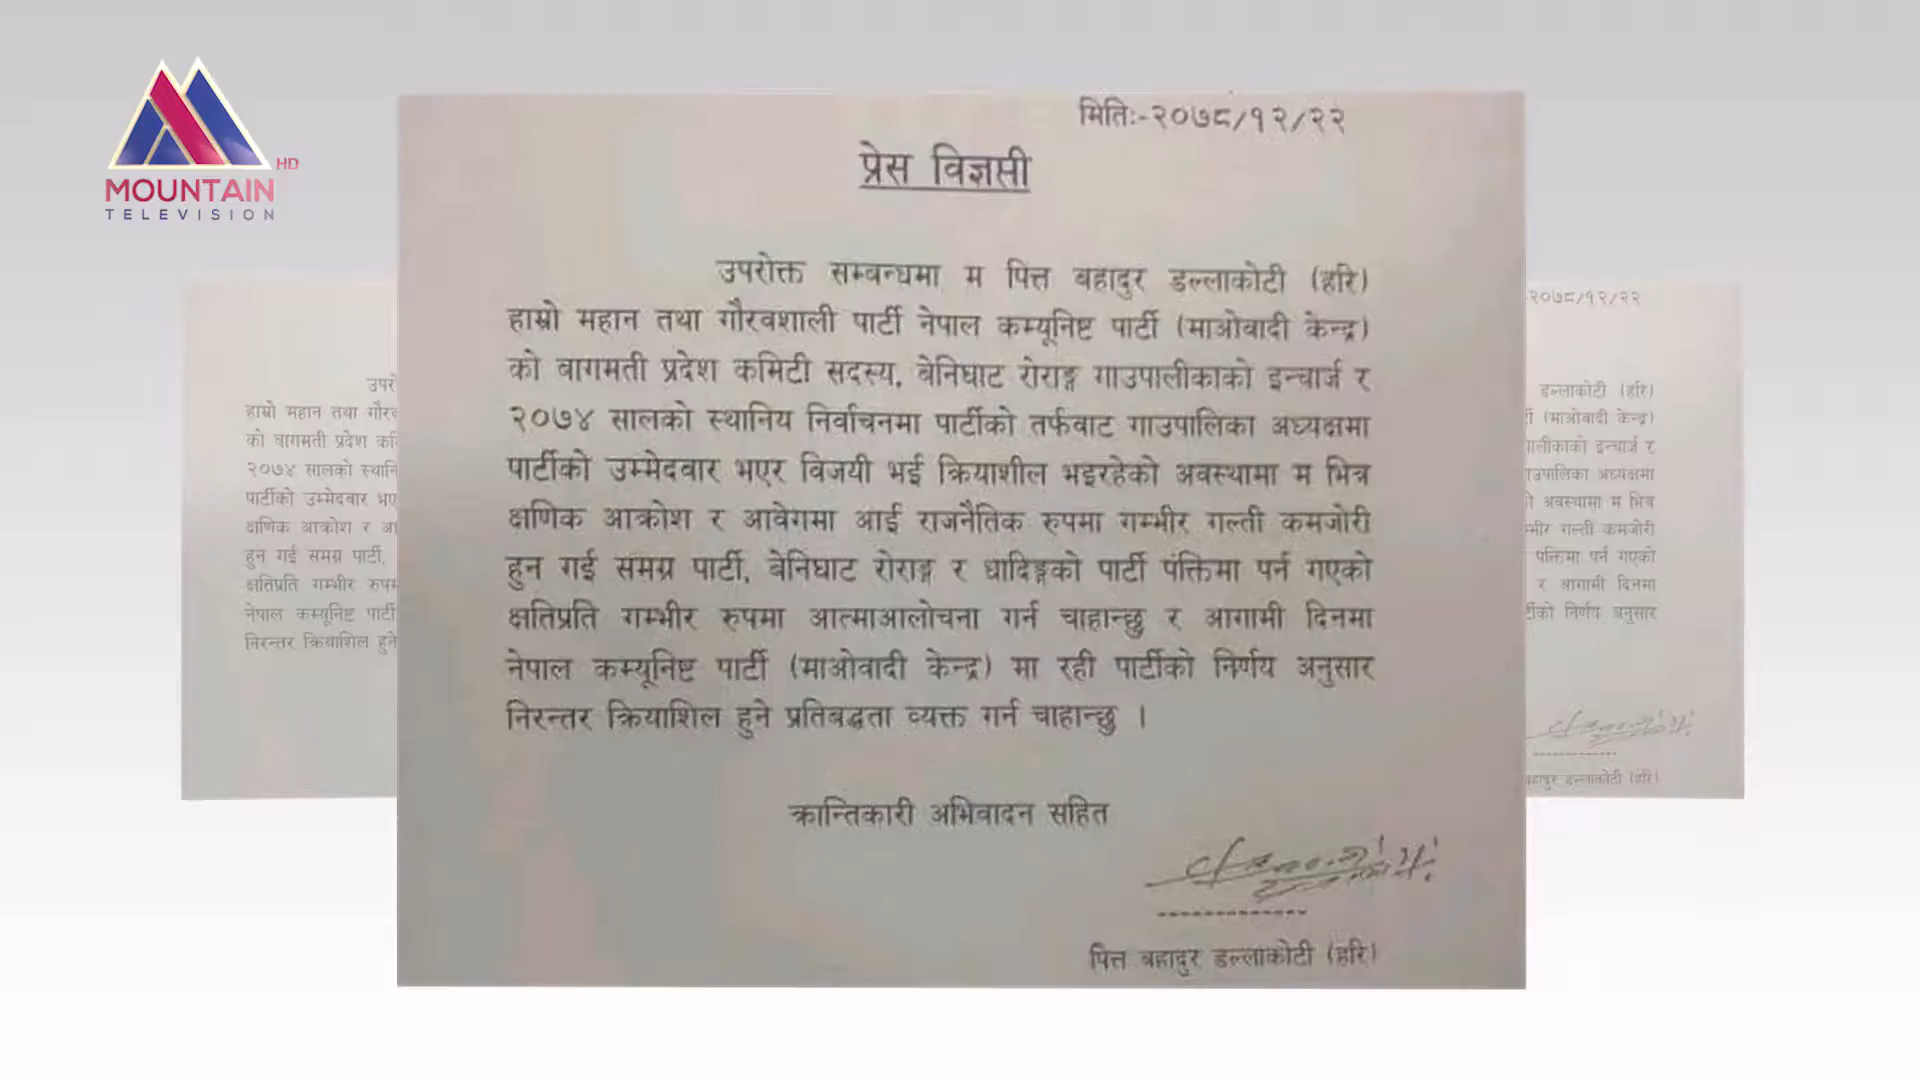 HD
MOUNTAIN
TELEVISION
मितिः-२०७८/१२/२२
प्रेस विज्ञप्ती
उपरोक्त सम्बन्धमा म पित्त बहादुर डल्लाकोटी (हरि)
हाम्रो महान तथा गौरवशाली पार्टी नेपाल कम्यूनिष्ट पार्टी (माओवादी केन्द्र)
को बागमती प्रदेश कमिटी सदस्य, बेनिघाट रोराङ्ग गाउपालीकाको इन्चार्ज र
२०७४ सालको स्थानिय निर्वाचनमा पार्टीको तर्फवाट गाउपालिका अध्यक्षमा
पार्टीको उम्मेदवार भएर विजयी भई क्रियाशील भइरहेको अवस्थामा म भित्र
क्षणिक आक्रोश र आवेगमा आई राजनैतिक रुपमा गम्भीर गल्ती कमजोरी
हुन गई समग्र पार्टी, बेनिघाट रोराङ्ग र धादिङ्गको पार्टी पंक्तिमा पर्न गएको
क्षतिप्रति गम्भीर रुपमा आत्माआलोचना गर्न चाहान्छु र आगामी दिनमा
नेपाल कम्यूनिष्ट पार्टी (माओवादी केन्द्र) मा रही पार्टीको निर्णय अनुसार
निरन्तर क्रियाशिल हुने प्रतिबद्धता व्यक्त गर्न चाहान्छु ।
क्रान्तिकारी अभिवादन सहित
पित्त बहादुर डल्लाकोटी (हरि)